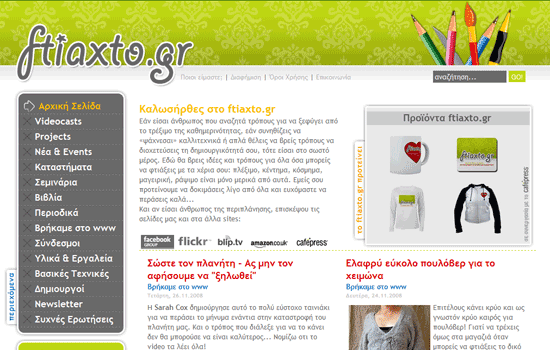 ftiaxto.gr
Ποιοι είμαστε; | Διαφήμιση | Όροι Χρήσης | Επικοινωνία
αναζήτηση...
GO!
Αρχική Σελίδα
Videocasts
Projects
Νέα & Events
Καταστήματα
Σεμινάρια
Βιβλία
Περιοδικά
Βρήκαμε στο www
Σύνδεσμοι
Υλικά & Εργαλεία
Βασικές Τεχνικές
Δημιουργοί
Newsletter
Συχνές Ερωτήσεις
περιεχόμενα
Καλωσήρθες στο ftiaxto.gr
Εάν είσαι άνθρωπος που αναζητά τρόπους για να ξεφύγει από
το τρέξιμο της καθημερινότητας, εάν συνηθίζεις να
«ψάχνεσαι» καλλιτεχνικά ή απλά θέλεις να βρεις τρόπους να
διοχετεύσεις τη δημιουργικότητά σου, τότε είσαι στο σωστό
μέρος. Εδώ θα βρεις ιδέες και τρόπους για όλα όσα μπορείς
να φτιάξεις με τα χέρια σου: πλέξιμο, κέντημα, κόσμημα,
μαγειρική, ράψιμο είναι μόνο μερικά από αυτά. Εμείς σου
προτείνουμε να δοκιμάσεις λίγο από όλα και ευχόμαστε να
περάσεις καλά...
Και αν είσαι άνθρωπος της περιπλάνησης, επισκέψου τις
σελίδες μας και στα άλλα sites:
facebook
GROUP
flickr
blip.tv
amazon.co.uk
cafepress
το ftiaxto.gr προτείνει
Προϊόντα ftiaxto.gr
ftiaxto.gr
cafepress
Σώστε τον πλανήτη - Ας μην τον
αφήσουμε να "ξηλωθεί"
Βρήκαμε στο www
Τετάρτη, 26.11.2008
Η Sarah Cox δημιούργησε αυτό το πολύ εύστοχο ταινιάκι
για να περάσει το μήνυμα ενάντια στην καταστροφή του
πλανήτη μας. Και ο τρόπος που διάλεξε για να το κάνει
δεν θα μπορούσε να είναι καλύτερος... Νομίζω οτι το
video τα λέει όλα!
Ελαφρύ εύκολο πουλόβερ για το
χειμώνα
Βρήκαμε στο www
Δευτέρα, 24.11.2008
Επιτέλους κάνει κρύο και ως
γνωστόν κρύο καιρός για
πουλόβερ! Γιατί να τρέχεις
όμως στα μαγαζιά όταν
μπορείς να φτιάξεις το δικό